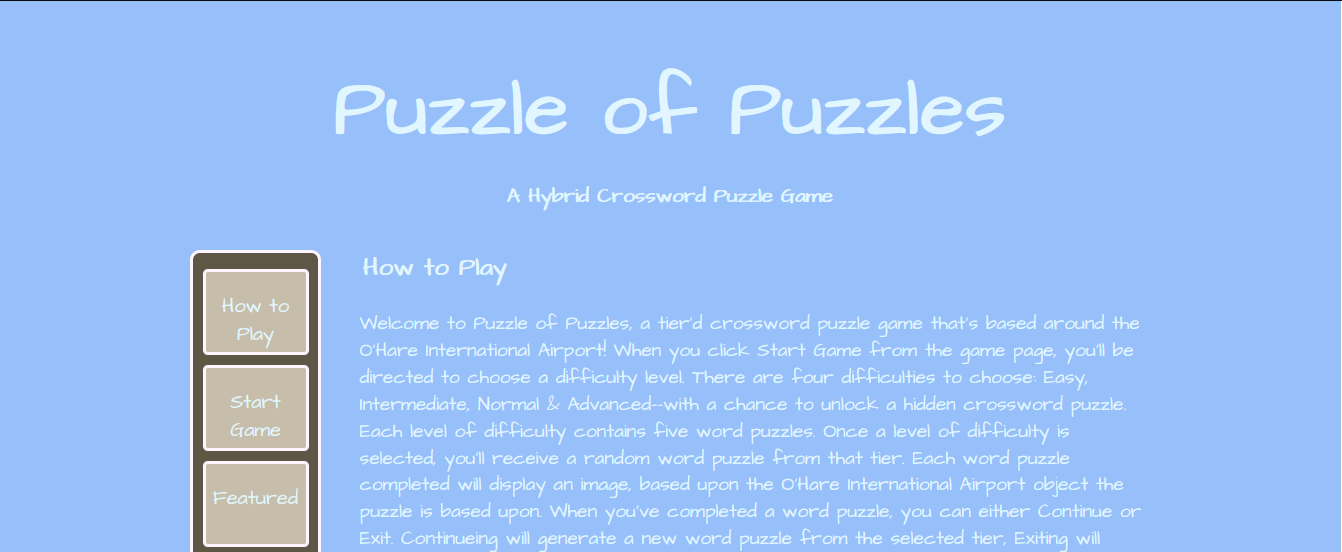 Puzzle of Puzzles
A Hybrid Crossword Puzzle Game
How to
Play
Start
Game
Featured
How to Play
Welcome to Puzzle of Puzzles, a tier'd crossword puzzle game that's based around the
O'Hare International Airport! When you click Start Game from the game page, you'll be
directed to choose a difficulty level. There are four difficulties to choose: Easy,
Intermediate, Normal & Advanced--with a chance to unlock a hidden crossword puzzle.
Each level of difficulty contains five word puzzles. Once a level of difficulty is
selected, you'll receive a random word puzzle from that tier. Each word puzzle
completed will display an image, based upon the O'Hare International Airport object the
puzzle is based upon. When you've completed a word puzzle, you can either Continue or
Exit. Continueing will generate a new word puzzle from the selected tier, Exiting will